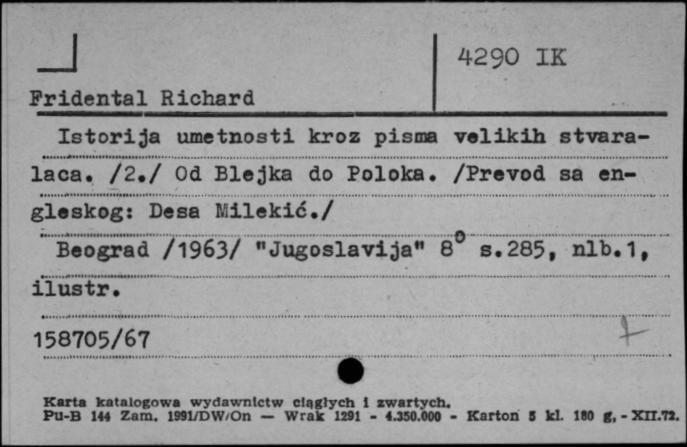 4290 IK
Fridental Richard
Istorija umetnosti kroz pisma velikih stvara-
laca. /2./ Od Blejka do Poloka. /Prevod sa en-
gleskog: Desa Milekić./
Beograd /1963/ "Jugoslavija" 8° s.285, nlb.1,
ilustr.
158705/67
Karta katalogowa wydawnictw ciągłych i zwartych.
Pu-B 144 Zam. 1991/DW/On — Wrak 1291 - 4.350.000 - Karton 5 kl. 180 g, - XII.72.